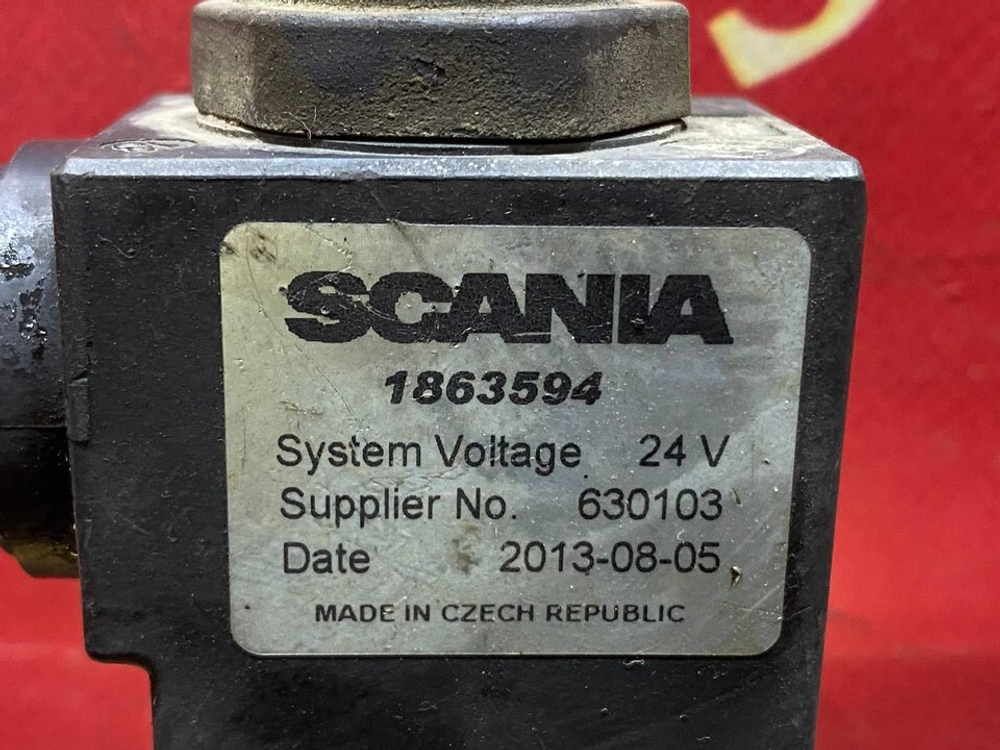 SCANIA
1863594
System Voltage 24 V
Supplier No. 630103
Date 2013-08-05
MADE IN CZECH REPUBLIC